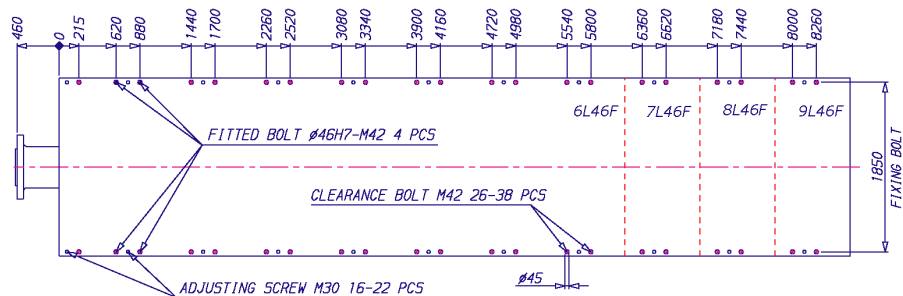 460
0
215
620
880
1440
1700
2260
2520
3080
3340
3900
4160
4720
4980
5540
5800
6360
6620
7180
7440
8000
8260
6L46F
7L46F
8L46F
9L46F
FITTED BOLT ø46H7-M42 4 PCS
1850
FIXING BOLT
CLEARANCE BOLT M42 26-38 PCS
ø45
ADJUSTING SCREW M30 16-22 PCS